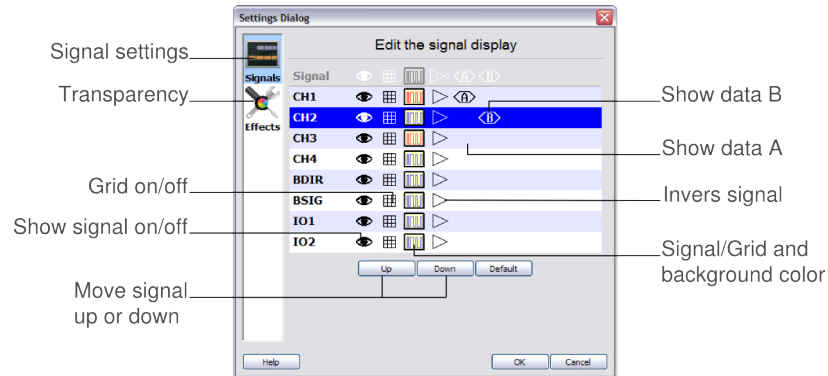 Settings Dialog
Edit the signal display
Signal settings
Signals
Signal A B
Transparency
CH1 A
Show data B
CH2 B
Effects
CH3
Show data A
CH4
Grid on/off
BDIR
BSIG
Invers signal
Show signal on/off
IO1
IO2
Signal/Grid and
background color
Up Down Default
Move signal
up or down
Help OK Cancel